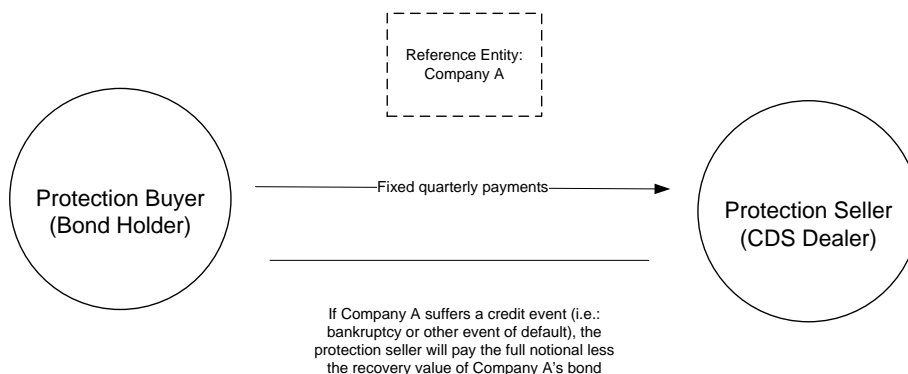 Reference Entity:
Company A
Protection Buyer
(Bond Holder)
Fixed quarterly payments
Protection Seller
(CDS Dealer)
If Company A suffers a credit event (i.e.:
bankruptcy or other event of default), the
protection seller will pay the full notional less
the recovery value of Company A's bond